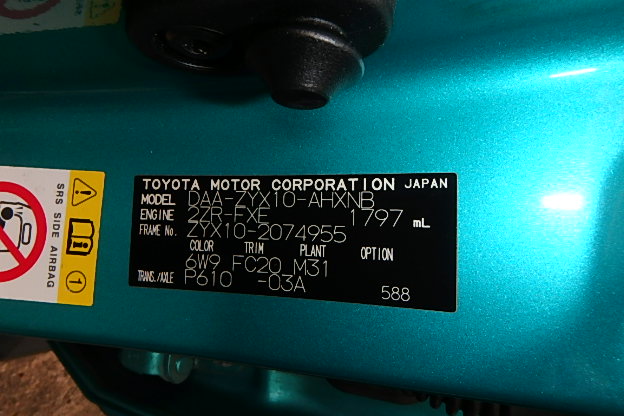 TOYOTA MOTOR CORPORATION JAPAN
MODEL DAA-ZYX10-AHXNB
ENGINE 2ZR-FXE 1797 mL
FRAME No. ZYX10-2074955
COLOR TRIM PLANT OPTION
6W9 FC20 M31
TRANS./AXLE P610 -03A
588
SRS SIDE AIRBAG
1